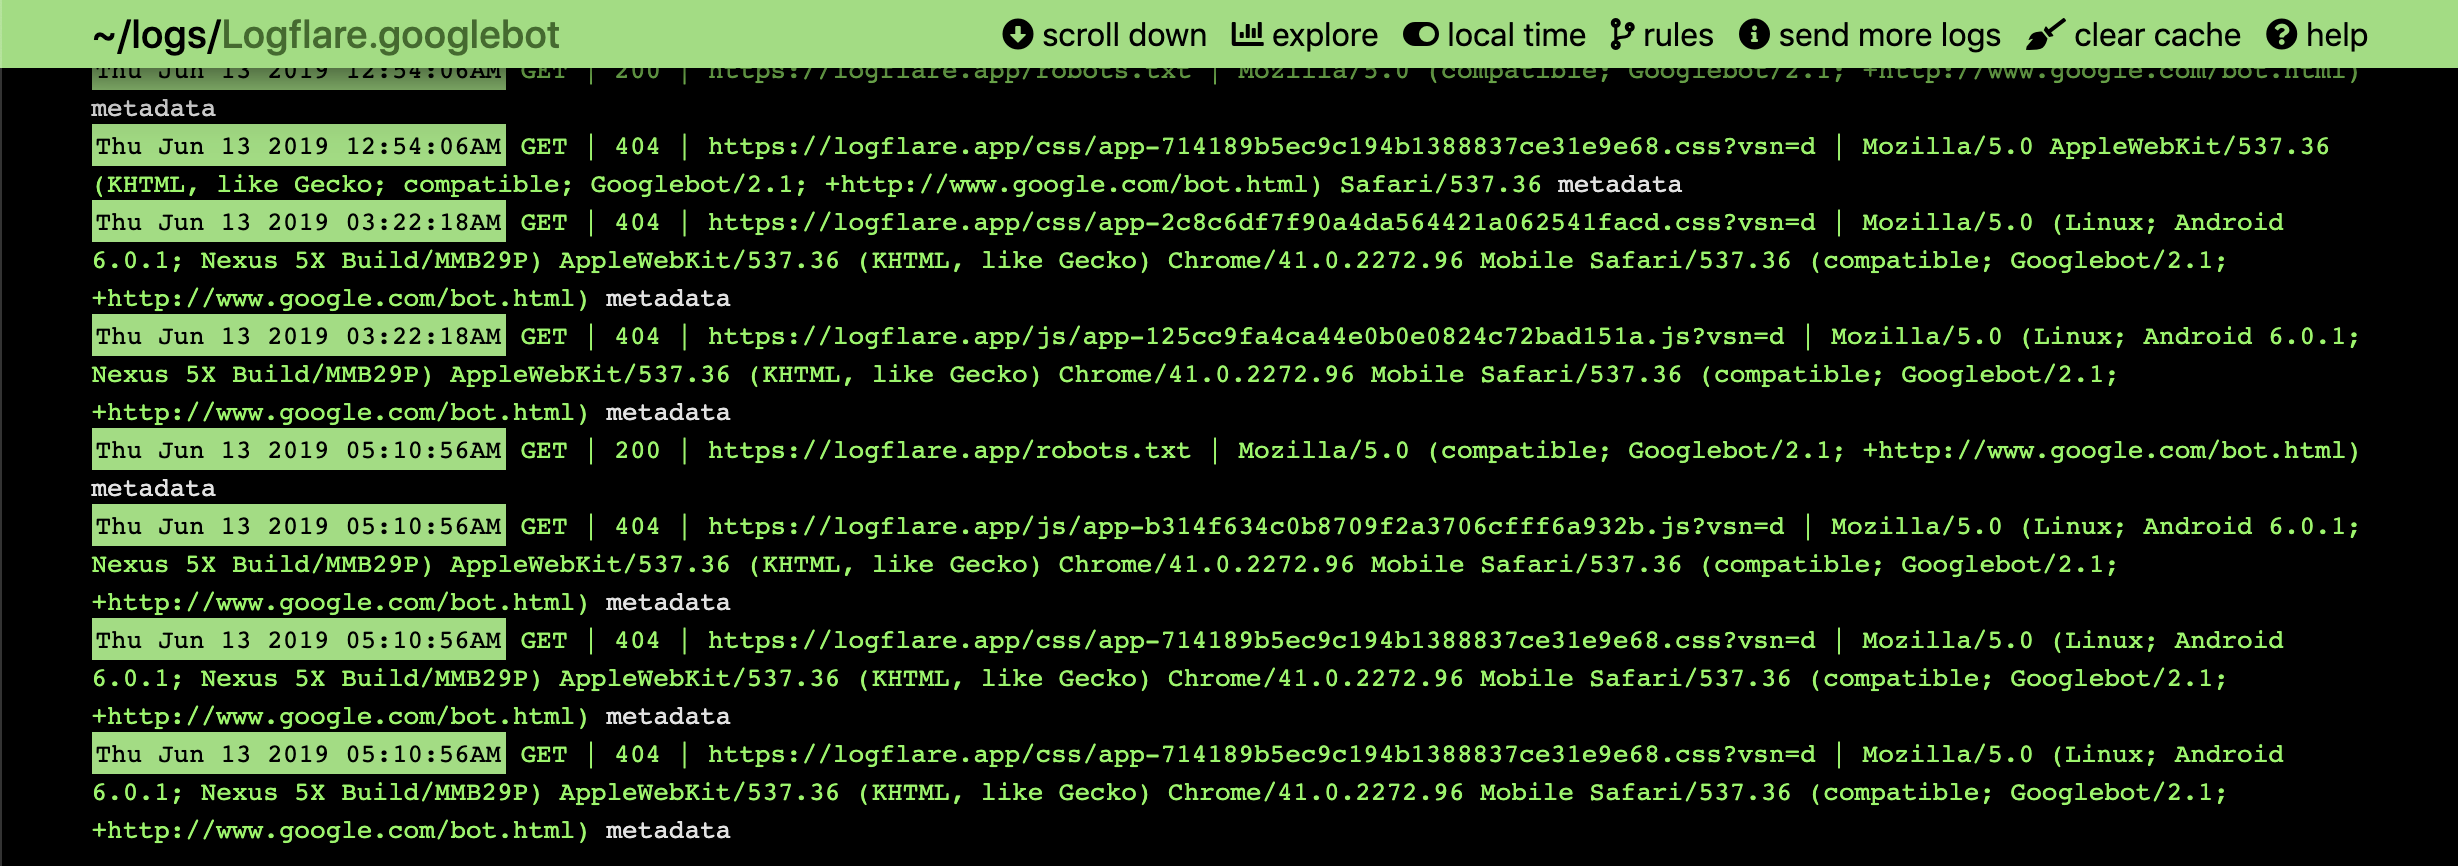 ~/logs/Logflare.googlebot scroll down explore local time rules send more logs clear cache help
Thu Jun 13 2019 12:54:06AM GET | 200 | https://logflare.app/robots.txt | Mozilla/5.0 (compatible; Googlebot/2.1; +http://www.google.com/bot.html)
metadata
Thu Jun 13 2019 12:54:06AM GET | 404 | https://logflare.app/css/app-714189b5ec9c194b1388837ce31e9e68.css?vsn=d | Mozilla/5.0 AppleWebKit/537.36
(KHTML, like Gecko; compatible; Googlebot/2.1; +http://www.google.com/bot.html) Safari/537.36 metadata
Thu Jun 13 2019 03:22:18AM GET | 404 | https://logflare.app/css/app-2c8c6df7f90a4da564421a062541facd.css?vsn=d | Mozilla/5.0 (Linux; Android
6.0.1; Nexus 5X Build/MMB29P) AppleWebKit/537.36 (KHTML, like Gecko) Chrome/41.0.2272.96 Mobile Safari/537.36 (compatible; Googlebot/2.1;
+http://www.google.com/bot.html) metadata
Thu Jun 13 2019 03:22:18AM GET | 404 | https://logflare.app/js/app-125cc9fa4ca44e0b0e0824c72bad151a.js?vsn=d | Mozilla/5.0 (Linux; Android 6.0.1;
Nexus 5X Build/MMB29P) AppleWebKit/537.36 (KHTML, like Gecko) Chrome/41.0.2272.96 Mobile Safari/537.36 (compatible; Googlebot/2.1;
+http://www.google.com/bot.html) metadata
Thu Jun 13 2019 05:10:56AM GET | 200 | https://logflare.app/robots.txt | Mozilla/5.0 (compatible; Googlebot/2.1; +http://www.google.com/bot.html)
metadata
Thu Jun 13 2019 05:10:56AM GET | 404 | https://logflare.app/js/app-b314f634c0b8709f2a3706cfff6a932b.js?vsn=d | Mozilla/5.0 (Linux; Android 6.0.1;
Nexus 5X Build/MMB29P) AppleWebKit/537.36 (KHTML, like Gecko) Chrome/41.0.2272.96 Mobile Safari/537.36 (compatible; Googlebot/2.1;
+http://www.google.com/bot.html) metadata
Thu Jun 13 2019 05:10:56AM GET | 404 | https://logflare.app/css/app-714189b5ec9c194b1388837ce31e9e68.css?vsn=d | Mozilla/5.0 (Linux; Android
6.0.1; Nexus 5X Build/MMB29P) AppleWebKit/537.36 (KHTML, like Gecko) Chrome/41.0.2272.96 Mobile Safari/537.36 (compatible; Googlebot/2.1;
+http://www.google.com/bot.html) metadata
Thu Jun 13 2019 05:10:56AM GET | 404 | https://logflare.app/css/app-714189b5ec9c194b1388837ce31e9e68.css?vsn=d | Mozilla/5.0 (Linux; Android
6.0.1; Nexus 5X Build/MMB29P) AppleWebKit/537.36 (KHTML, like Gecko) Chrome/41.0.2272.96 Mobile Safari/537.36 (compatible; Googlebot/2.1;
+http://www.google.com/bot.html) metadata